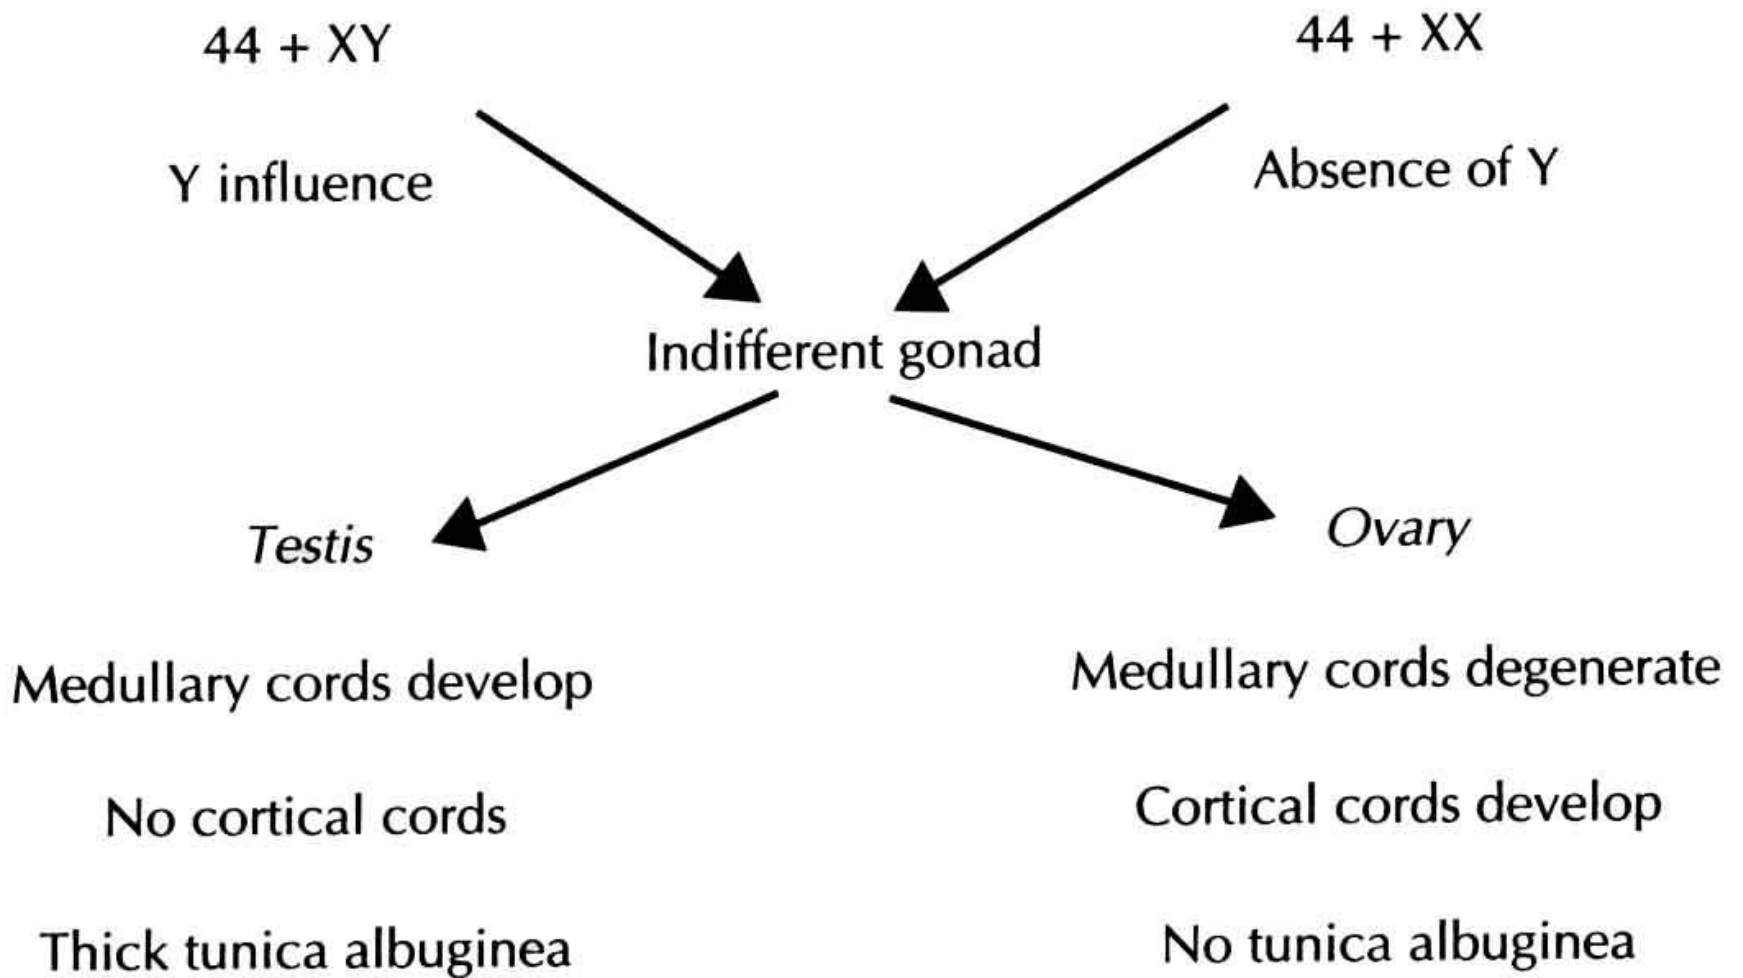 44 + XY
44 + XX
Y influence
Absence of Y
Indifferent gonad
Testis
Ovary
Medullary cords develop
Medullary cords degenerate
No cortical cords
Cortical cords develop
Thick tunica albuginea
No tunica albuginea